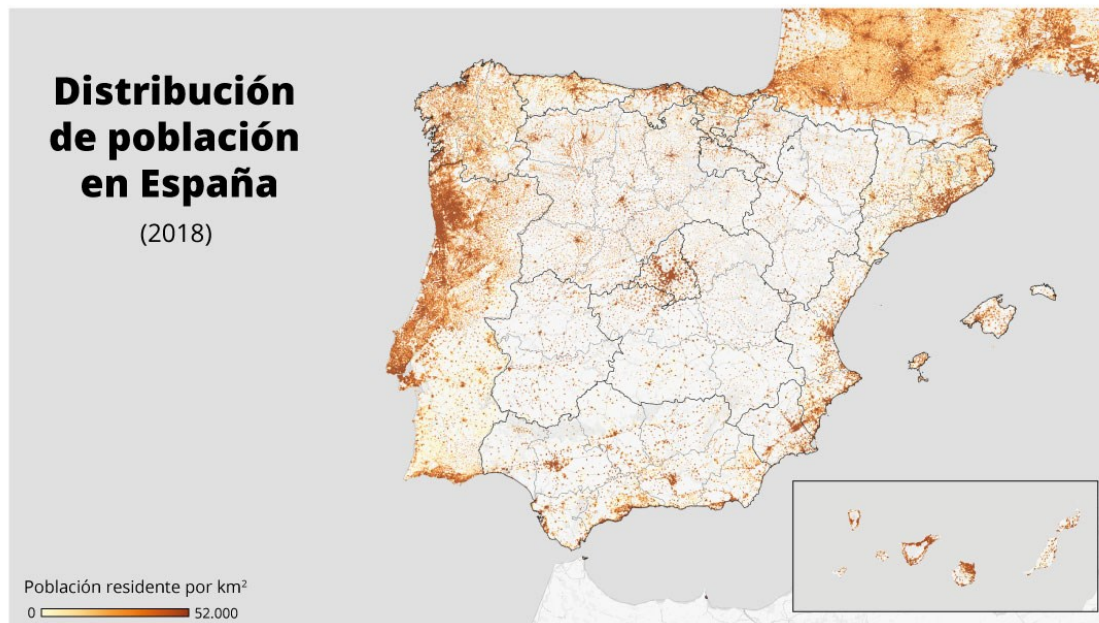 Distribución
de población
en España
(2018)
Población residente por km²
0 52.000